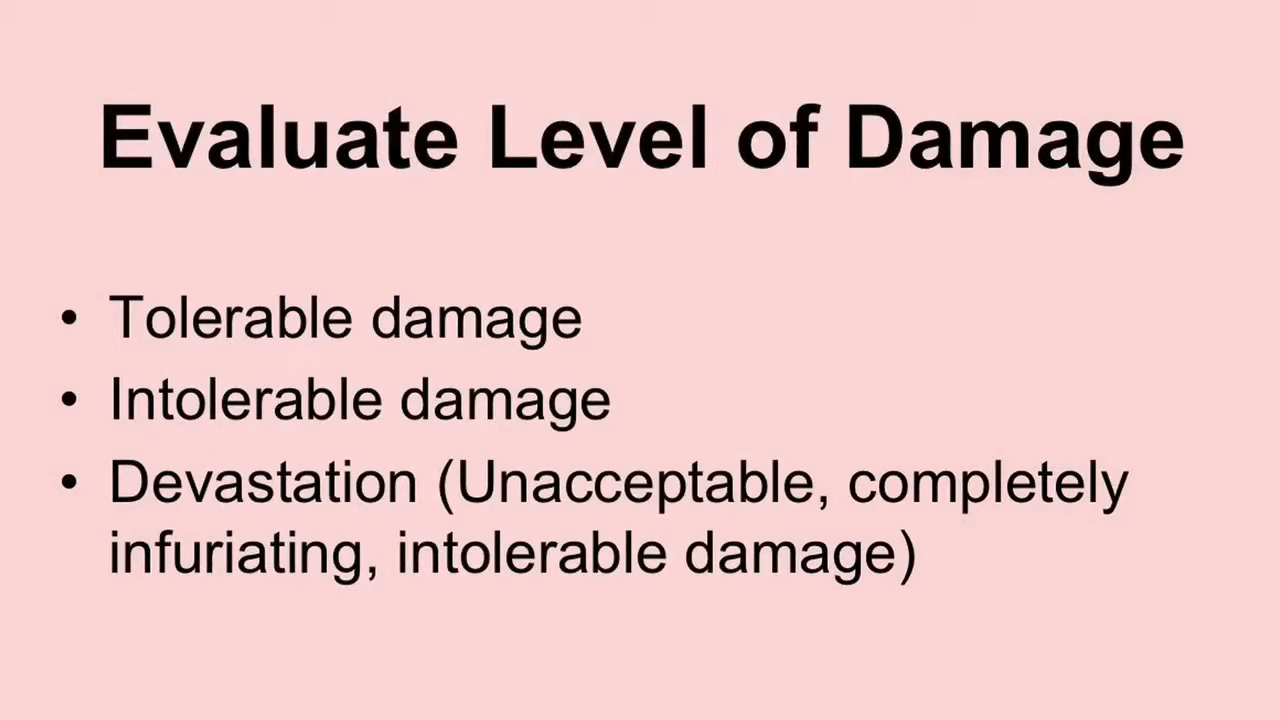 Evaluate Level of Damage
• Tolerable damage
• Intolerable damage
• Devastation (Unacceptable, completely
infuriating, intolerable damage)